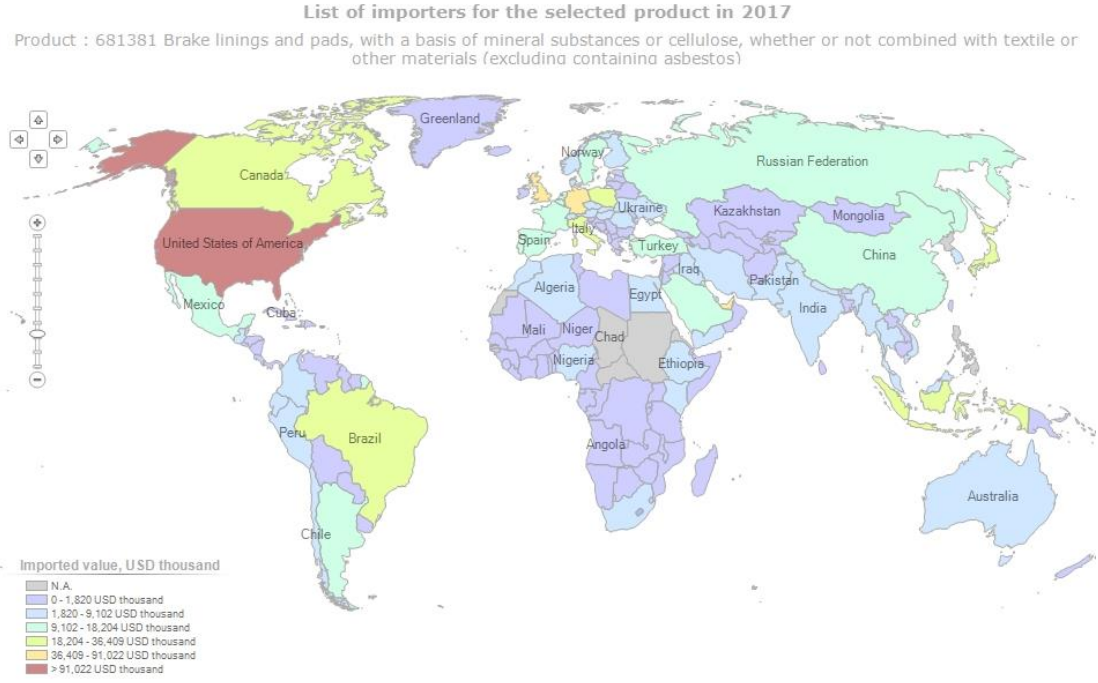 List of importers for the selected product in 2017
Product : 681381 Brake linings and pads, with a basis of mineral substances or cellulose, whether or not combined with textile or
other materials (excluding containing asbestos)
Greenland
Norway
Russian Federation
Canada
Ukraine
Kazakhstan
Mongolia
United States of America
Spain
Italy
Turkey
China
Iraq
Pakistan
Mexico
Cuba
Algeria
Egypt
India
Mali
Niger
Chad
Nigeria
Ethiopia
Peru
Brazil
Angola
Australia
Chile
Imported value, USD thousand
N.A.
0 - 1,820 USD thousand
1,820 - 9,102 USD thousand
9,102 - 18,204 USD thousand
18,204 - 36,409 USD thousand
36,409 - 91,022 USD thousand
> 91,022 USD thousand